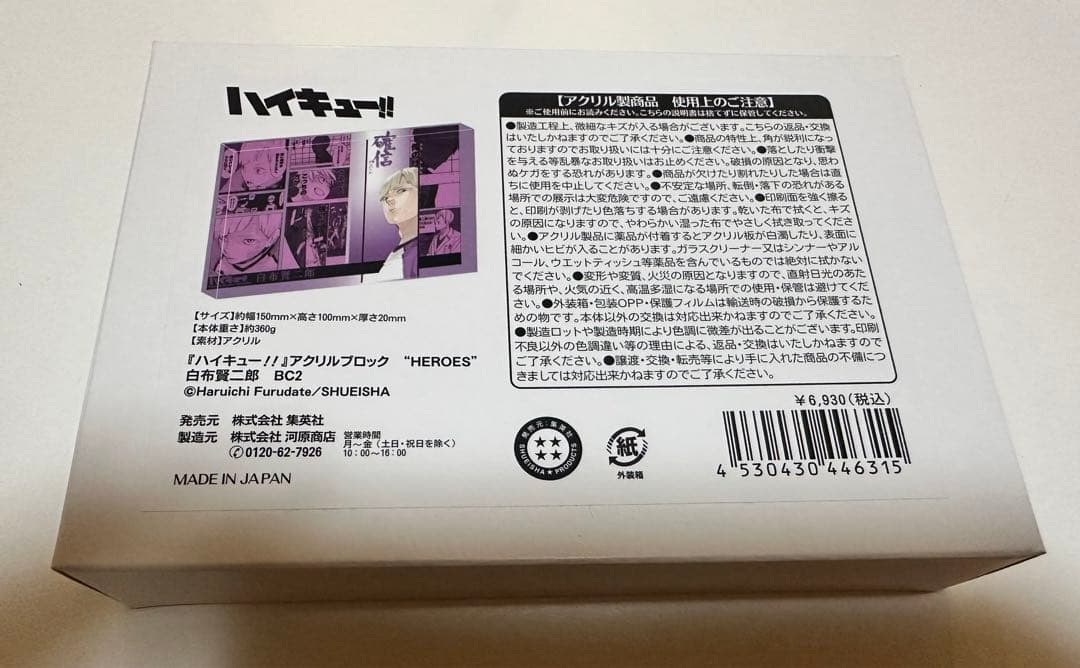 ハイキュー!!
確信
ハイキュー!! 白布賢二郎
【サイズ】約幅150mm×高さ100mm×厚さ20mm
【本体重さ】約360g
【素材】アクリル
『ハイキュー!!』アクリルブロック “HEROES”
白布賢二郎 BC2
©Haruichi Furudate/SHUEISHA
発売元 株式会社 集英社
製造元 株式会社 河原商店 営業時間
月～金（土日・祝日を除く）
0120-62-7926 10：00～16：00
MADE IN JAPAN
【アクリル製商品 使用上のご注意】
※ご使用前にお読みください。こちらの説明書は捨てずに保管してください。
●製造工程上、微細なキズが入る場合がございます。こちらの返品・交換
はいたしかねますのでご了承ください。●商品の特性上、角が鋭利になっ
ておりますのでお取り扱いには十分にご注意ください。●落としたり衝撃
を与える等乱暴なお取り扱いはお止めください。破損の原因となり、思わ
ぬケガをする恐れがあります。●商品が欠けたり割れたりした場合は直
ちに使用を中止してください。●不安定な場所、転倒・落下の恐れがある
場所での展示は大変危険ですので、ご遠慮ください。●印刷面を強く擦る
と、印刷が剥げたり色落ちする場合があります。乾いた布で拭くと、キズ
の原因になりますので、やわらかい湿った布でやさしく拭き取ってくださ
い。●アクリル製品に薬品が付着するとアクリル板が白濁したり、表面に
細かいヒビが入ることがあります。ガラスクリーナー又はシンナーやアル
コール、ウエットティッシュ等薬品を含んでいるものでは絶対に拭かない
でください。●変形や変質、火災の原因となりますので、直射日光のあた
る場所や、火気の近く、高温多湿になる場所での使用・保管は避けてくだ
さい。●外装箱・包装OPP・保護フィルムは輸送時の破損から保護するた
めの物です。本体以外の交換は対応出来かねますのでご了承ください。
●製造ロットや製造時期により色調に微差が出ることがございます。印刷
不良以外の色調違い等の理由による、返品・交換はいたしかねますので
ご了承ください。●譲渡・交換・転売等により手に入れた商品の不備につ
きましては対応出来かねますのでご了承ください。
￥6,930(税込)
発売元：集英社
SHUEISHA PRODUCTS
紙
外装箱
4 530430 446315